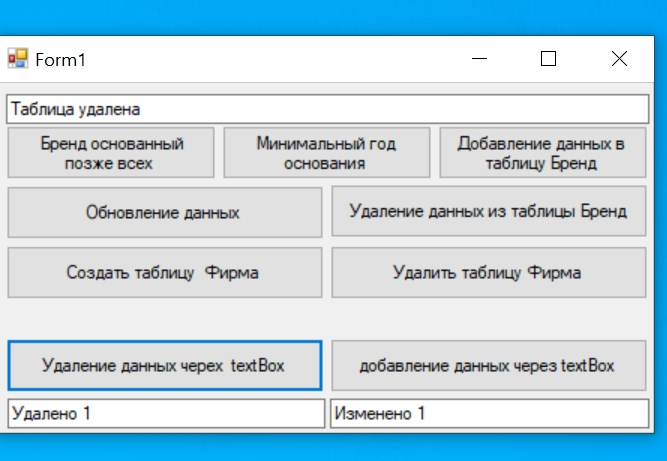 Form1
Таблица удалена
Бренд основанный
позже всех
Минимальный год
основания
Добавление данных в
таблицу Бренд
Обновление данных
Удаление данных из таблицы Бренд
Создать таблицу  Фирма
Удалить таблицу Фирма
Удаление данных черех  textBox
добавление данных через textBox
Удалено 1
Изменено 1